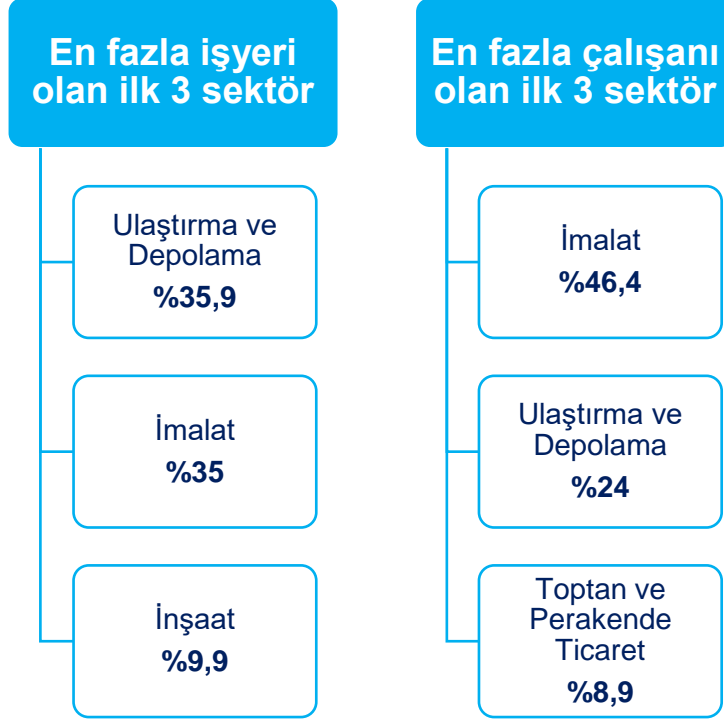 En fazla işyeri
olan ilk 3 sektör
Ulaştırma ve
Depolama
%35,9
İmalat
%35
İnşaat
%9,9
En fazla çalışanı
olan ilk 3 sektör
İmalat
%46,4
Ulaştırma ve
Depolama
%24
Toptan ve
Perakende
Ticaret
%8,9